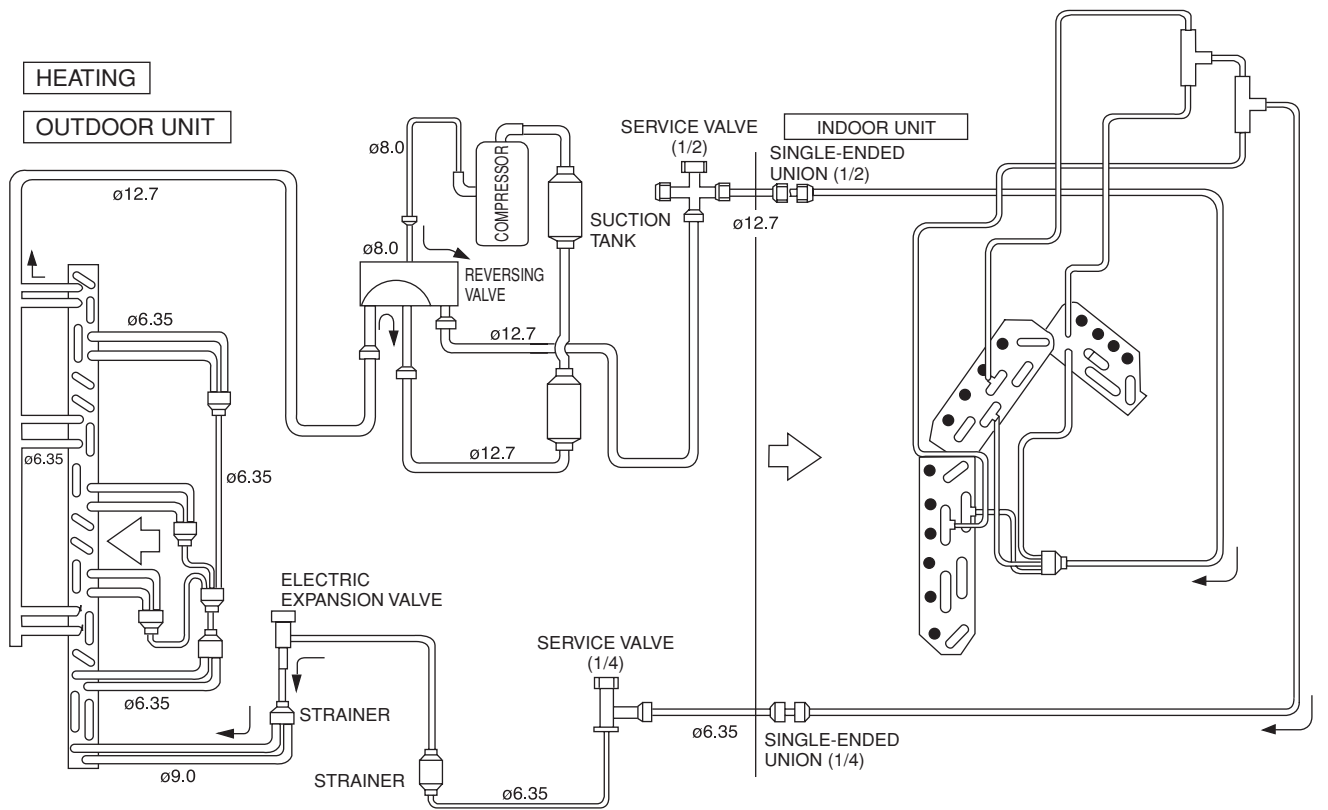 HEATING
OUTDOOR UNIT
ø12.7
ø8.0
COMPRESSOR
SUCTION
TANK
ø8.0
REVERSING
VALVE
SERVICE VALVE
(1/2)
INDOOR UNIT
SINGLE-ENDED
UNION (1/2)
ø12.7
ø6.35
ø12.7
ø12.7
ø6.35
ø6.35
ELECTRIC
EXPANSION VALVE
SERVICE VALVE
(1/4)
ø6.35
STRAINER
ø9.0
STRAINER
ø6.35
ø6.35
SINGLE-ENDED
UNION (1/4)